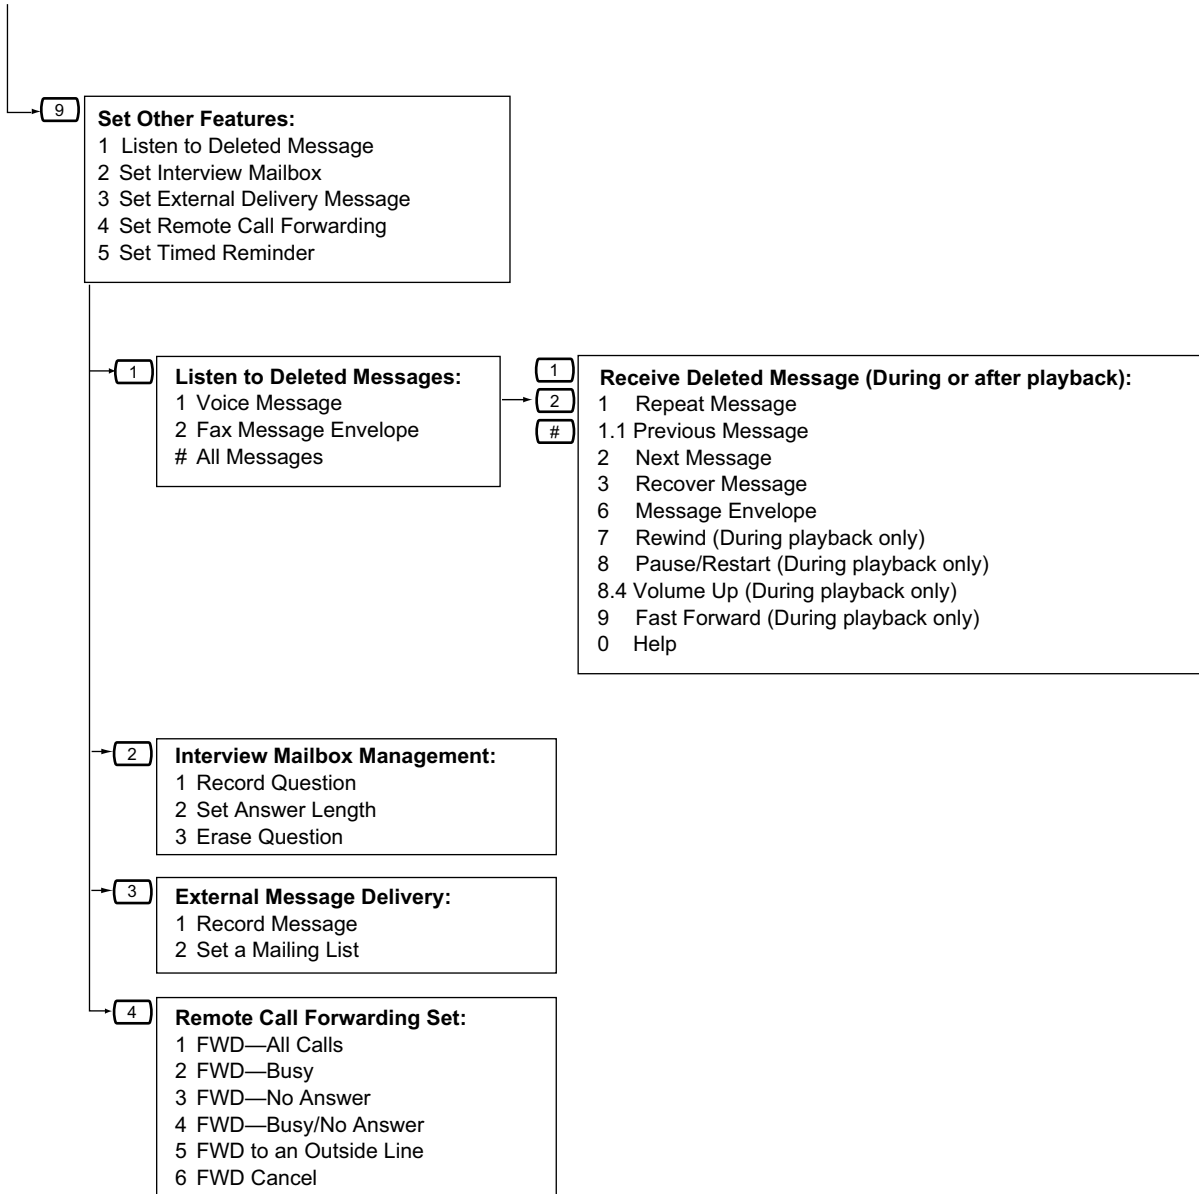 9
Set Other Features:
1 Listen to Deleted Message
2 Set Interview Mailbox
3 Set External Delivery Message
4 Set Remote Call Forwarding
5 Set Timed Reminder
1
Listen to Deleted Messages:
1 Voice Message
2 Fax Message Envelope
# All Messages
1
2
#
Receive Deleted Message (During or after playback):
1 Repeat Message
1.1 Previous Message
2 Next Message
3 Recover Message
6 Message Envelope
7 Rewind (During playback only)
8 Pause/Restart (During playback only)
8.4 Volume Up (During playback only)
9 Fast Forward (During playback only)
0 Help
2
Interview Mailbox Management:
1 Record Question
2 Set Answer Length
3 Erase Question
3
External Message Delivery:
1 Record Message
2 Set a Mailing List
4
Remote Call Forwarding Set:
1 FWD—All Calls
2 FWD—Busy
3 FWD—No Answer
4 FWD—Busy/No Answer
5 FWD to an Outside Line
6 FWD Cancel